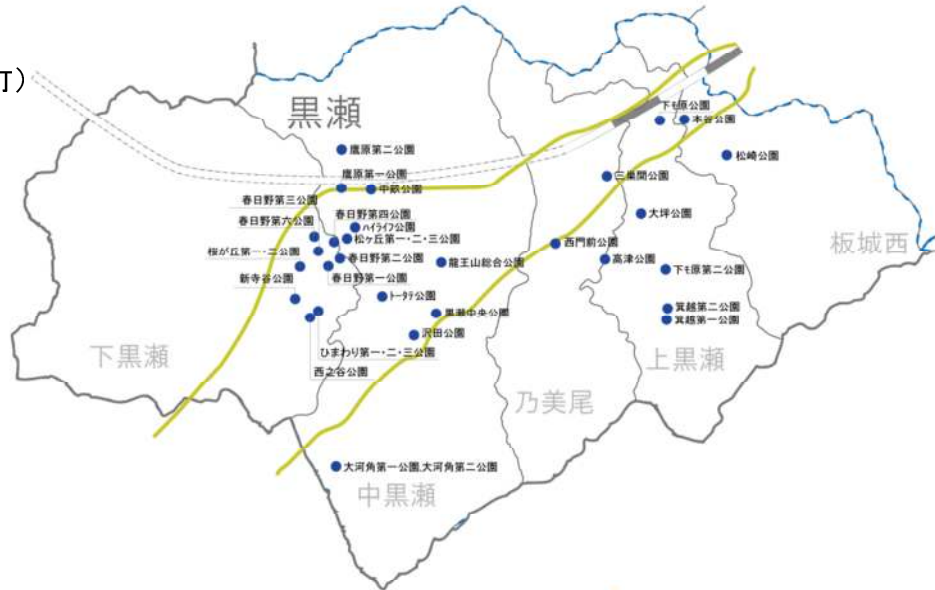 町)
黒瀬
下も原公園
本谷公園
鷹原第二公園
松崎公園
鷹原第一公園
三巣間公園
中畝公園
春日野第三公園
春日野第四公園
大坪公園
春日野第六公園
ハイライフ公園
松ヶ丘第一・二・三公園
西門前公園
板城西
桜が丘第一・二公園
春日野第二公園
龍王山総合公園
高津公園
下も原第二公園
新寺谷公園
春日野第一公園
トータテ公園
黒瀬中央公園
箕越第二公園
箕越第一公園
沢田公園
下黒瀬
ひまわり第一・二・三公園
上黒瀬
西之谷公園
乃美尾
大河角第一公園,大河角第二公園
中黒瀬